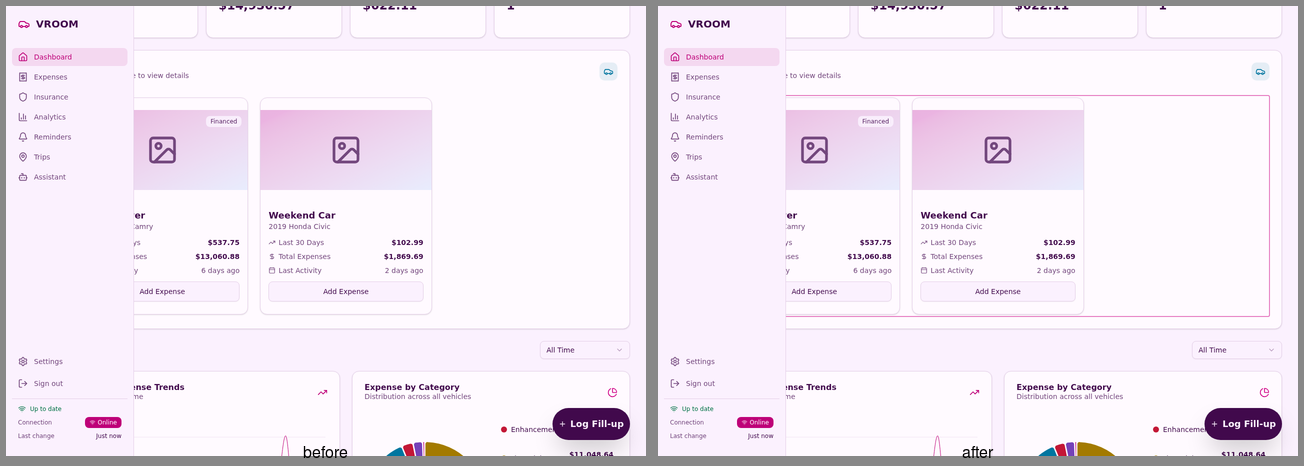 VROOM
$14,930.57
$622.11
1
Dashboard
Expenses
Insurance
Analytics
Reminders
Trips
Assistant
e to view details
Financed
er
Camry
ys $537.75
ses $13,060.88
y 6 days ago
Add Expense
Weekend Car
2019 Honda Civic
Last 30 Days $102.99
Total Expenses $1,869.69
Last Activity 2 days ago
Add Expense
All Time
Settings
Sign out
Up to date
Connection Online
Last change Just now
ense Trends
me
Expense by Category
Distribution across all vehicles
Enhanceme
+ Log Fill-up
$11,048.64
before
VROOM
$14,930.57
$622.11
1
Dashboard
Expenses
Insurance
Analytics
Reminders
Trips
Assistant
e to view details
Financed
er
Camry
ys $537.75
ses $13,060.88
y 6 days ago
Add Expense
Weekend Car
2019 Honda Civic
Last 30 Days $102.99
Total Expenses $1,869.69
Last Activity 2 days ago
Add Expense
All Time
Settings
Sign out
Up to date
Connection Online
Last change Just now
ense Trends
me
Expense by Category
Distribution across all vehicles
Enhanceme
+ Log Fill-up
$11,048.64
after